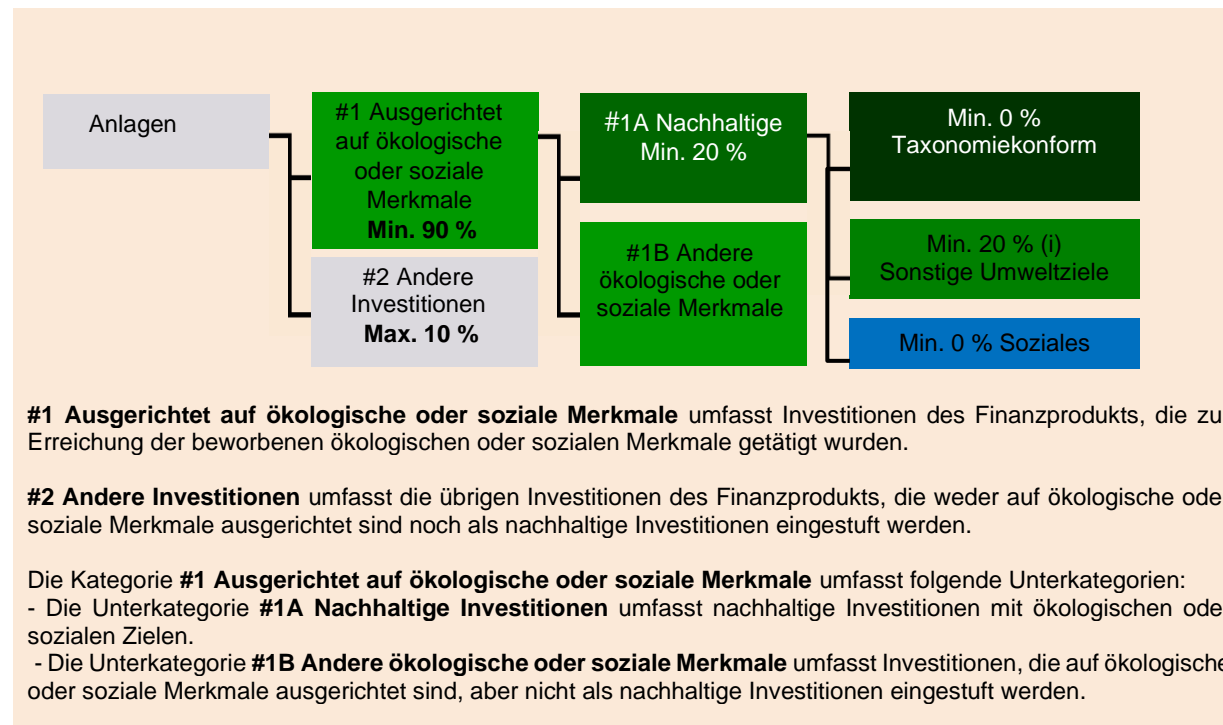 Anlagen
#1 Ausgerichtet
auf ökologische
oder soziale
Merkmale
Min. 90 %
#2 Andere
Investitionen
Max. 10 %
#1A Nachhaltige
Min. 20 %
#1B Andere
ökologische oder
soziale Merkmale
Min. 0 %
Taxonomiekonform
Min. 20 % (i)
Sonstige Umweltziele
Min. 0 % Soziales
#1 Ausgerichtet auf ökologische oder soziale Merkmale umfasst Investitionen des Finanzprodukts, die zu
Erreichung der beworbenen ökologischen oder sozialen Merkmale getätigt wurden.
#2 Andere Investitionen umfasst die übrigen Investitionen des Finanzprodukts, die weder auf ökologische ode
soziale Merkmale ausgerichtet sind noch als nachhaltige Investitionen eingestuft werden.
Die Kategorie #1 Ausgerichtet auf ökologische oder soziale Merkmale umfasst folgende Unterkategorien:
- Die Unterkategorie #1A Nachhaltige Investitionen umfasst nachhaltige Investitionen mit ökologischen ode
sozialen Zielen.
- Die Unterkategorie #1B Andere ökologische oder soziale Merkmale umfasst Investitionen, die auf ökologische
oder soziale Merkmale ausgerichtet sind, aber nicht als nachhaltige Investitionen eingestuft werden.